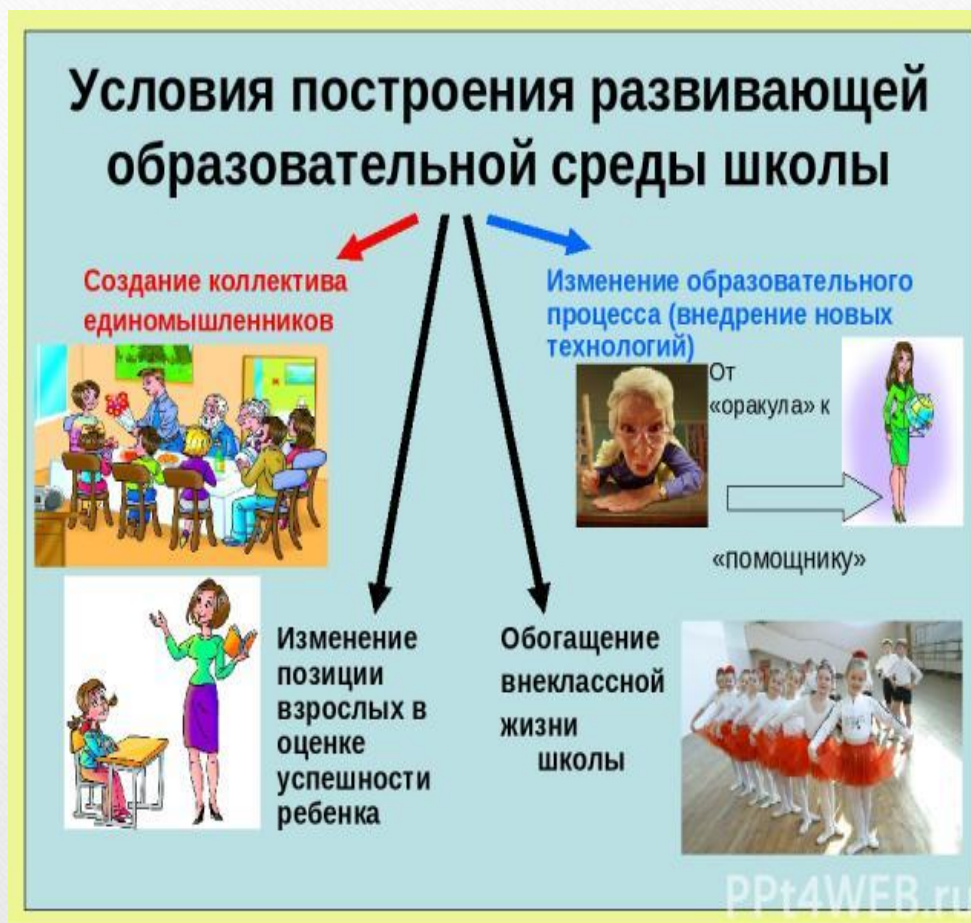 Условия построения развивающей
образовательной среды школы
Создание коллектива
единомышленников
Изменение образовательного
процесса (внедрение новых
технологий)
От
«оракула» к
«помощнику»
Изменение
позиции
взрослых в
оценке
успешности
ребенка
Обогащение
внеклассной
жизни
школы
PPt4WEB.ru